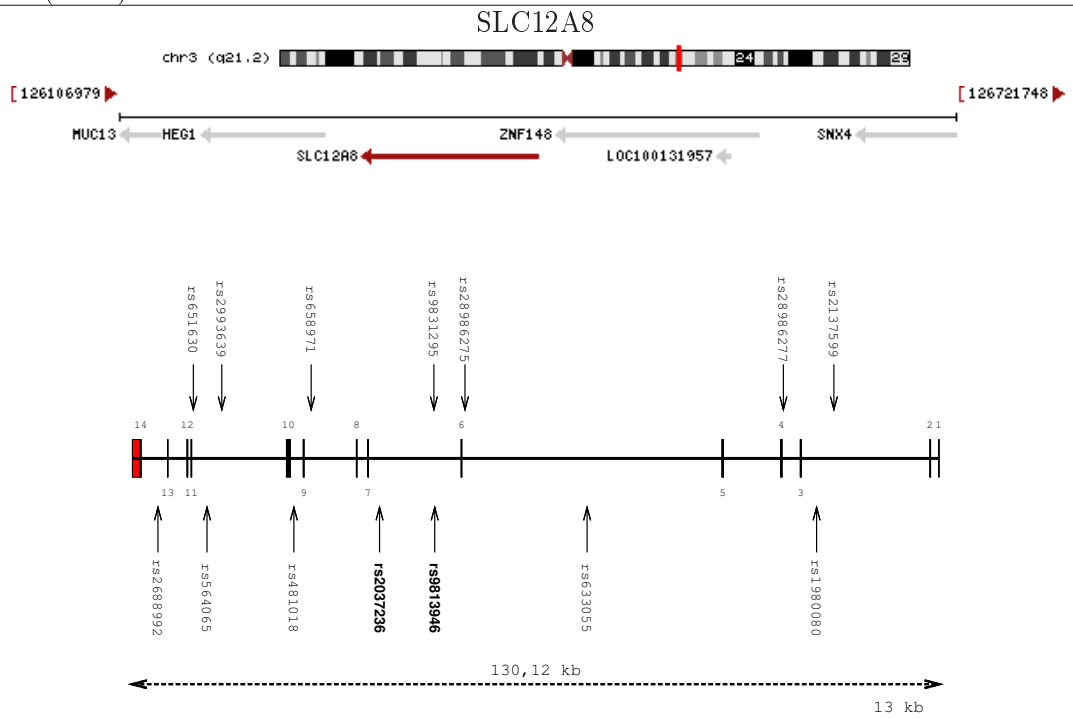 SLC12A8
chr3 (q21.2) 24 29
[126106979 126721748
MUC13 HEG1 ZNF148 SNX4
SLC12A8 LOC100131957
rs651630 rs2993639 rs658971 rs9831295 rs28986275 rs28986277 rs2137599
14 12 10 8 6 4 2 1
13 11 9 7 5 3
rs2688992 rs564065 rs481018 rs2037236 rs9813946 rs633055 rs1980080
130,12 kb
13 kb